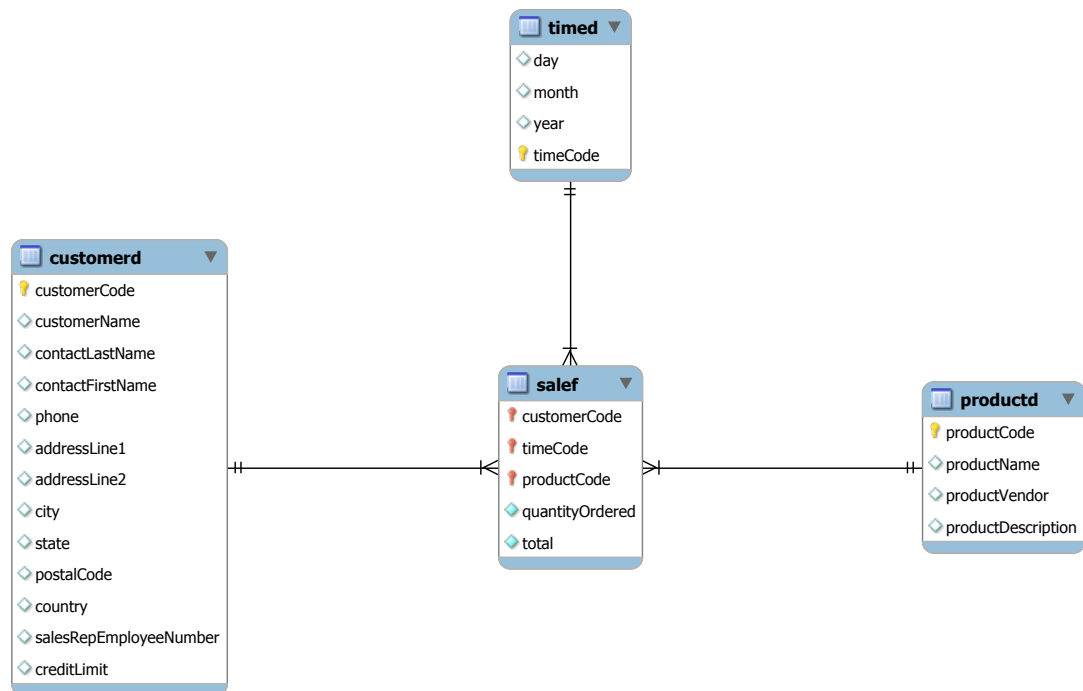 timed
day
month
year
timeCode
customerd
customerCode
customerName
contactLastName
contactFirstName
phone
addressLine1
addressLine2
city
state
postalCode
country
salesRepEmployeeNumber
creditLimit
salef
customerCode
timeCode
productCode
quantityOrdered
total
productd
productCode
productName
productVendor
productDescription